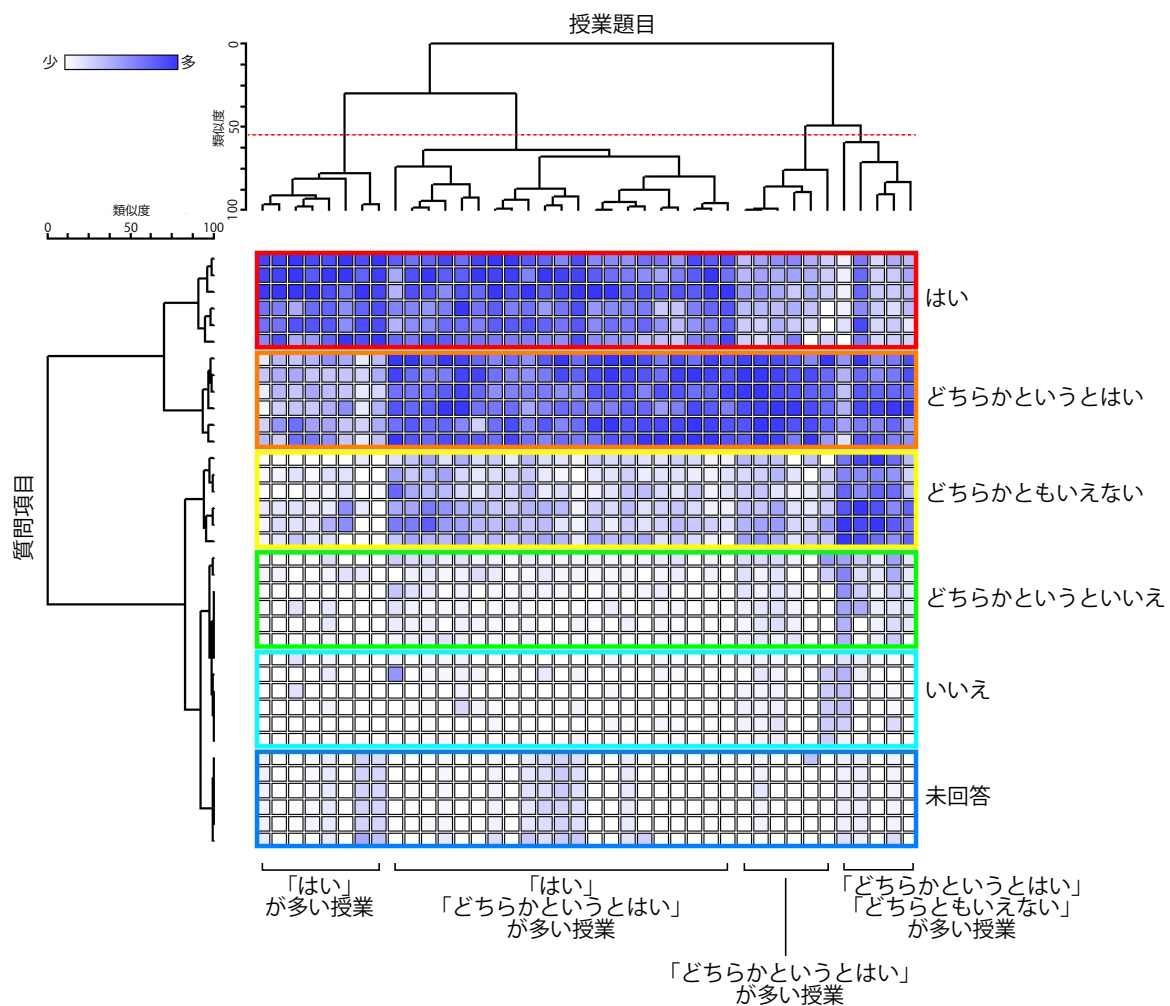 授業題目
少
多
0
50
100
類似度
類似度
0
50
100
質問項目
はい
どちらかというとはい
どちらかともいえない
どちらかというといいえ
いいえ
未回答
「はい」
が多い授業
「はい」
「どちらかというとはい」
が多い授業
「どちらかというとはい」
が多い授業
「どちらかというとはい」
「どちらともいえない」
が多い授業